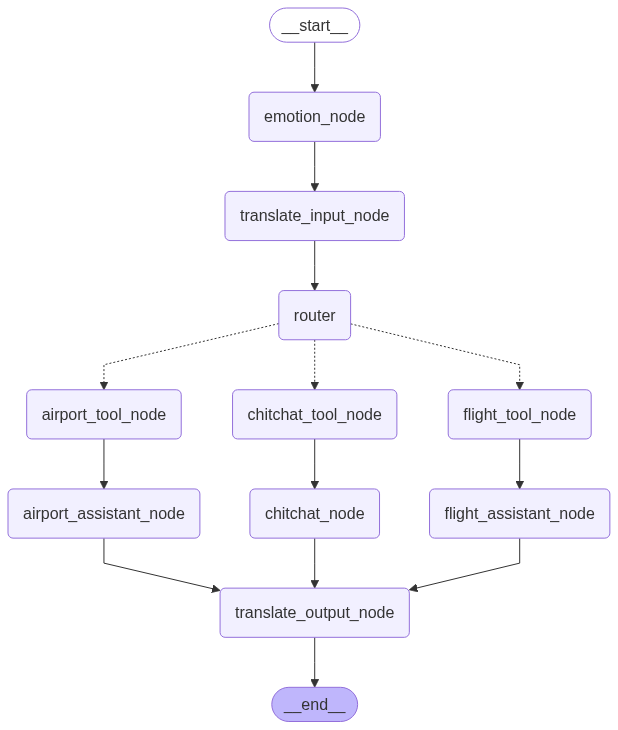 __start__
emotion_node
translate_input_node
router
airport_tool_node
chitchat_tool_node
flight_tool_node
airport_assistant_node
chitchat_node
flight_assistant_node
translate_output_node
__end__